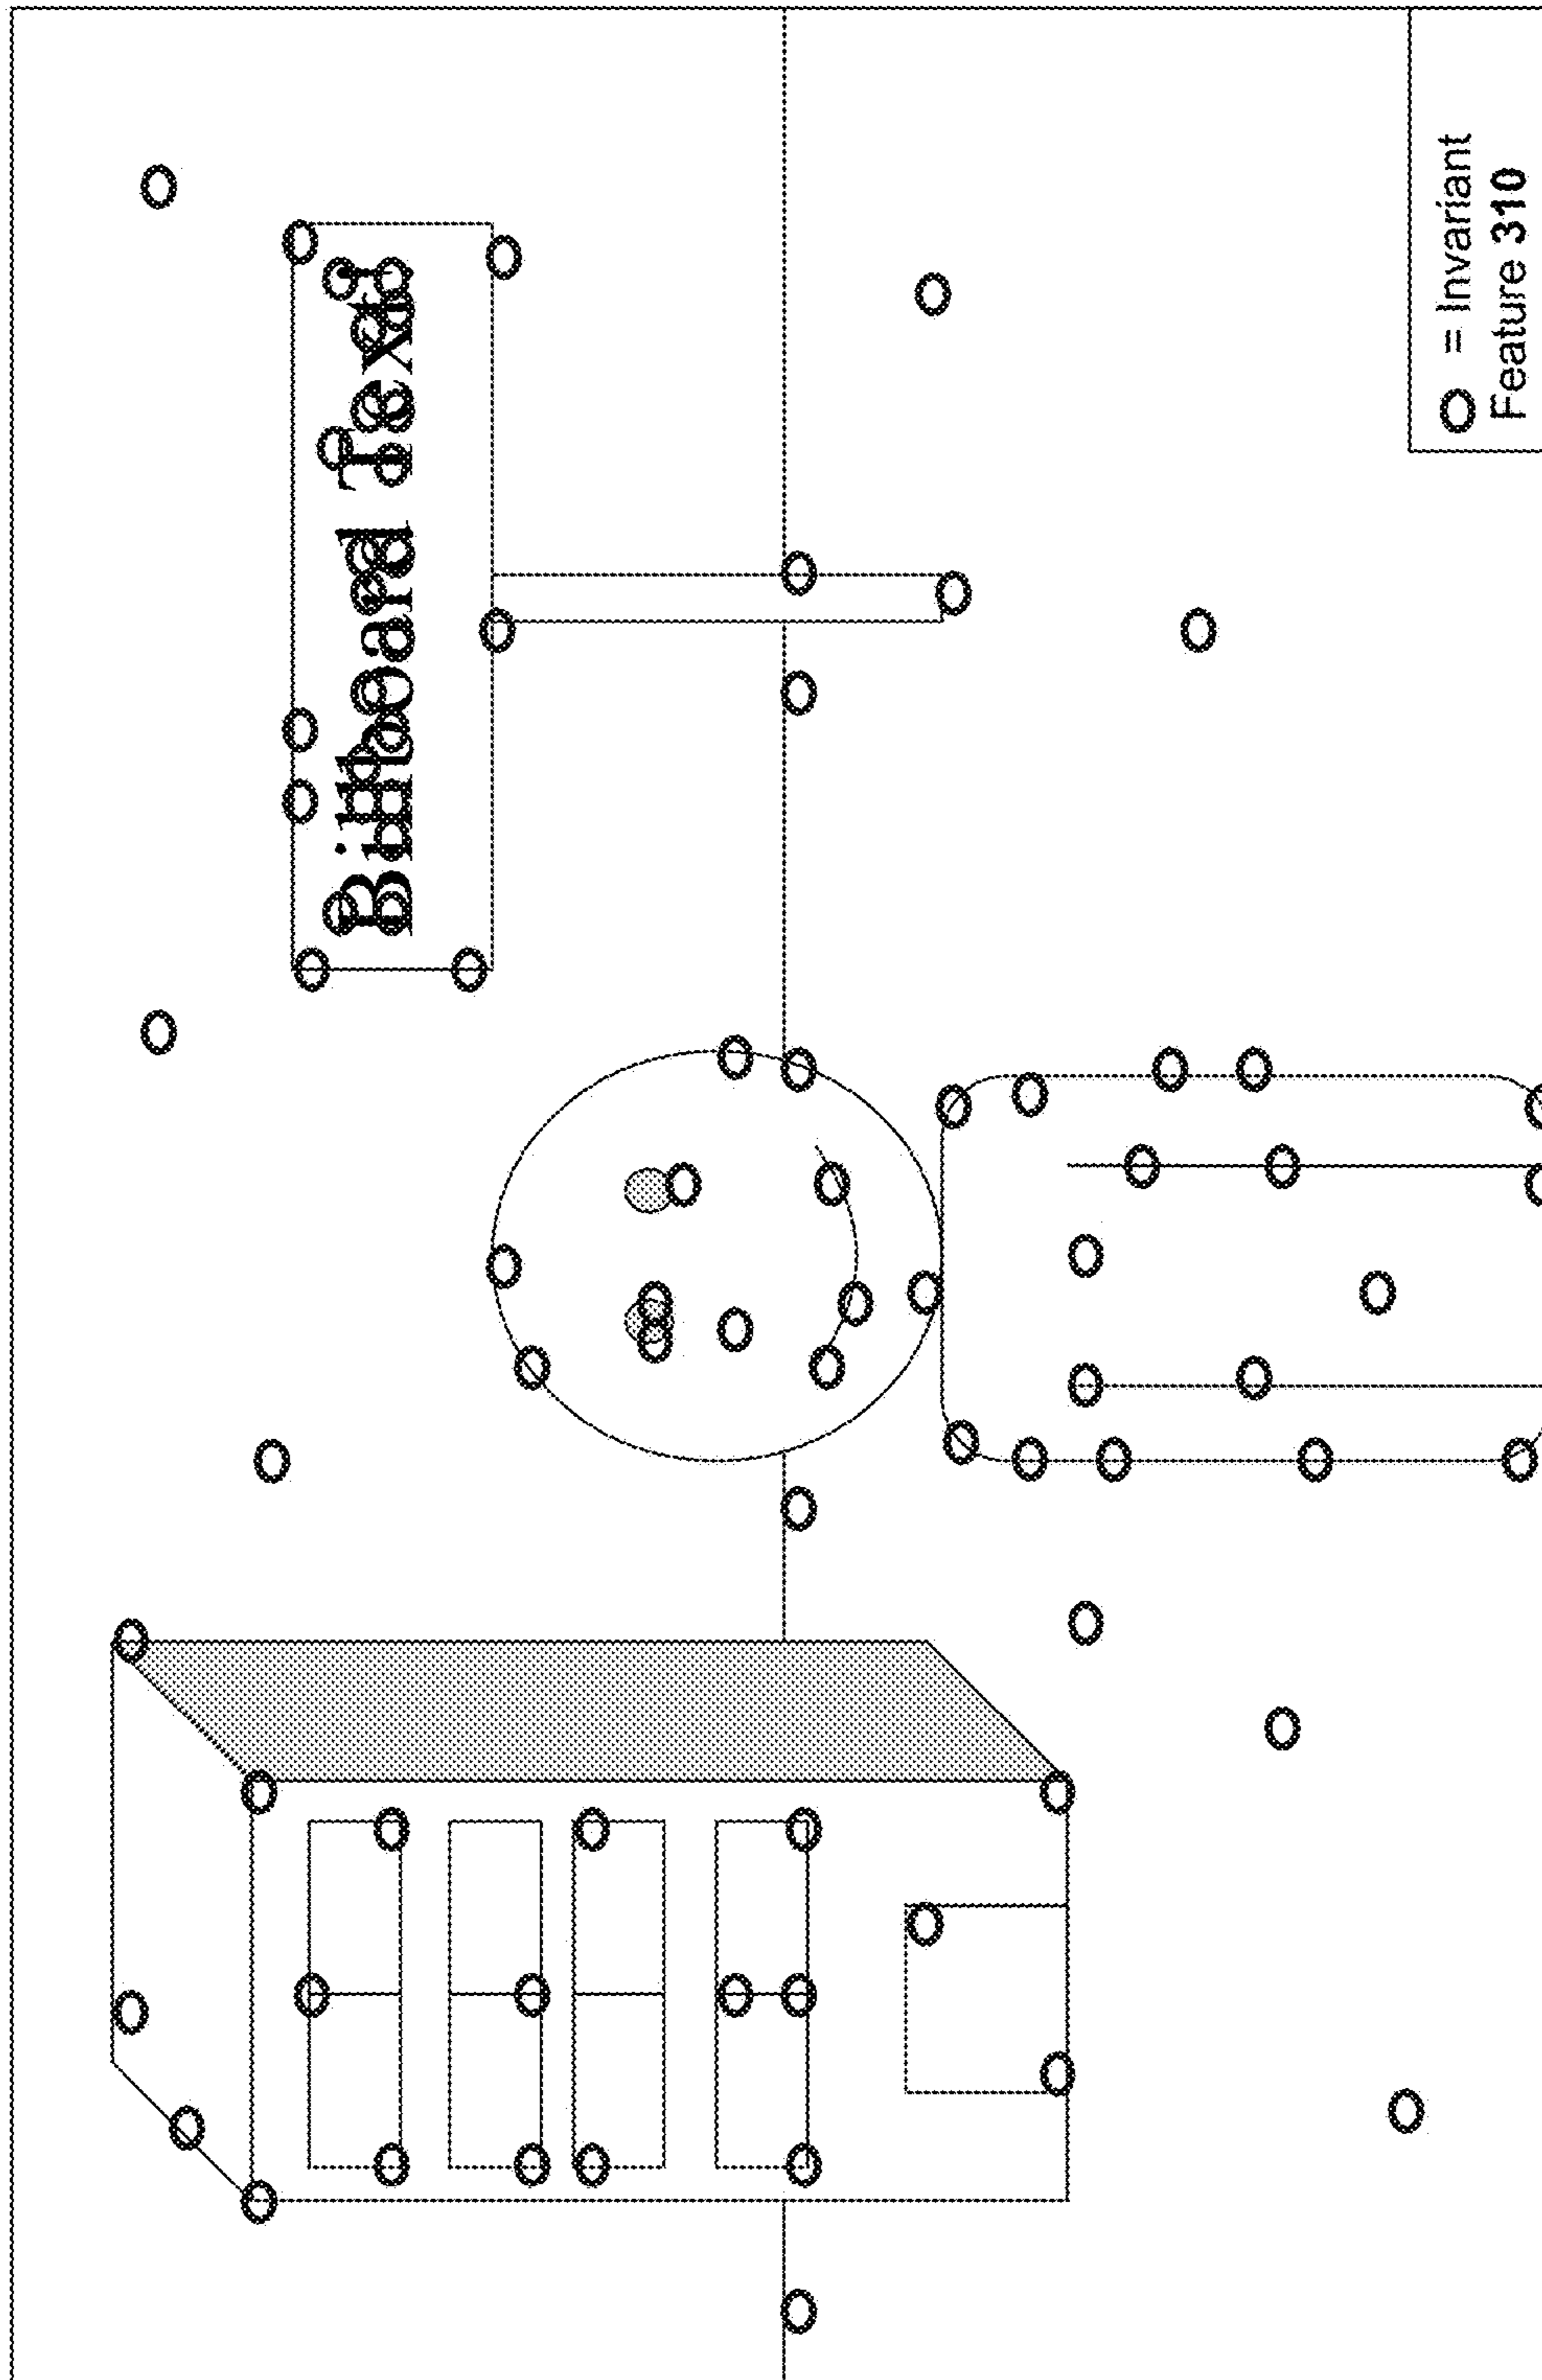 Billboard Text
= Invariant
Feature 310